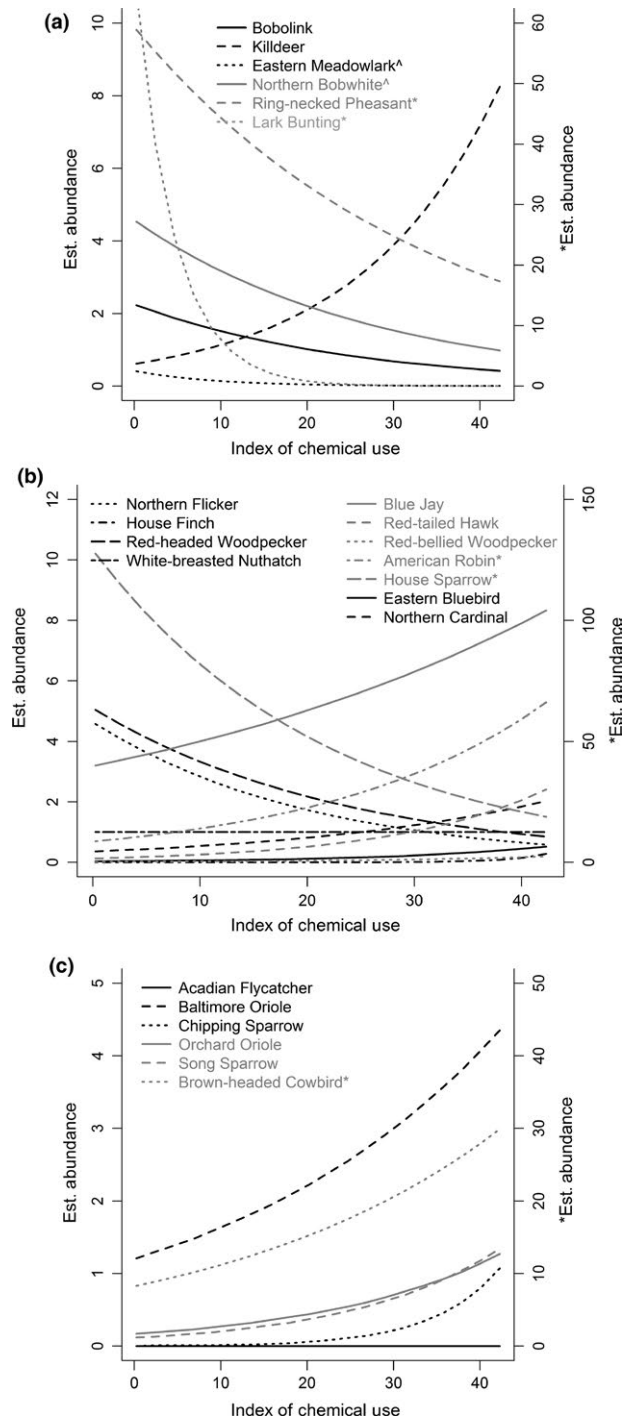 (a)
Bobolink
Killdeer
Eastern Meadowlark^
Northern Bobwhite^
Ring-necked Pheasant*
Lark Bunting*
Est. abundance
10
8
6
4
2
0
*Est. abundance
60
50
40
30
20
10
0
0 10 20 30 40
Index of chemical use
(b)
Northern Flicker
House Finch
Red-headed Woodpecker
White-breasted Nuthatch
Blue Jay
Red-tailed Hawk
Red-bellied Woodpecker
American Robin*
House Sparrow*
Eastern Bluebird
Northern Cardinal
Est. abundance
12
10
8
6
4
2
0
*Est. abundance
150
100
50
0
0 10 20 30 40
Index of chemical use
(c)
Acadian Flycatcher
Baltimore Oriole
Chipping Sparrow
Orchard Oriole
Song Sparrow
Brown-headed Cowbird*
Est. abundance
5
4
3
2
1
0
*Est. abundance
50
40
30
20
10
0
0 10 20 30 40
Index of chemical use